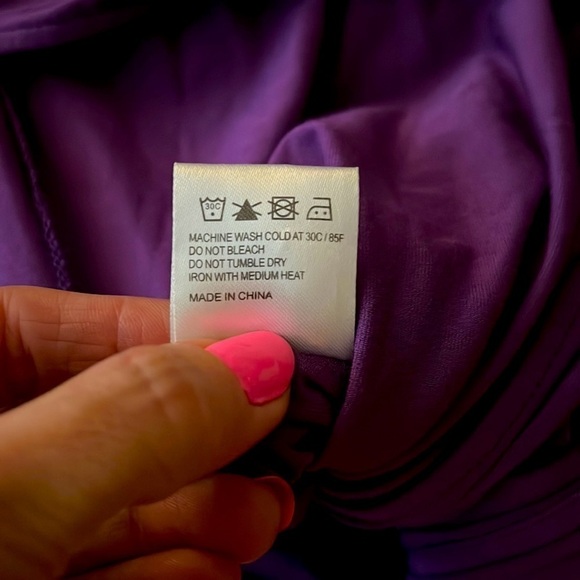 30C
MACHINE WASH COLD AT 30C / 85F
DO NOT BLEACH
DO NOT TUMBLE DRY
IRON WITH MEDIUM HEAT
MADE IN CHINA